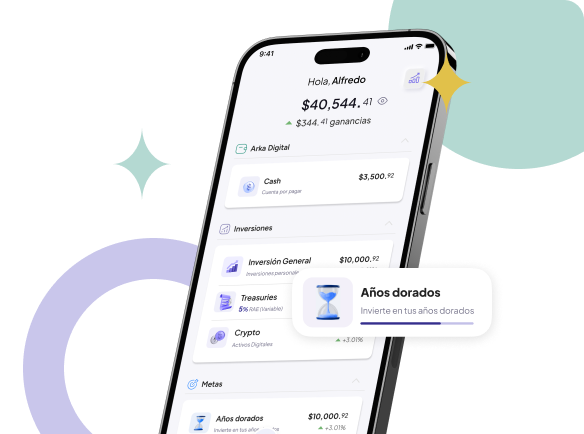 9:41
Hola, Alfredo
$40,544.41
$344.41 ganancias
Arka Digital
Cash $3,500.92
Cuenta por pagar
Inversiones
Inversión General $10,000.92
Inversiones personale
Treasuries
5% RAE (Variable)
Años dorados
Invierte en tus años dorados
Crypto
Activos Digitales +3.01%
Metas
Años dorados $10,000.92
Invierte en tus años dorados +3.01%